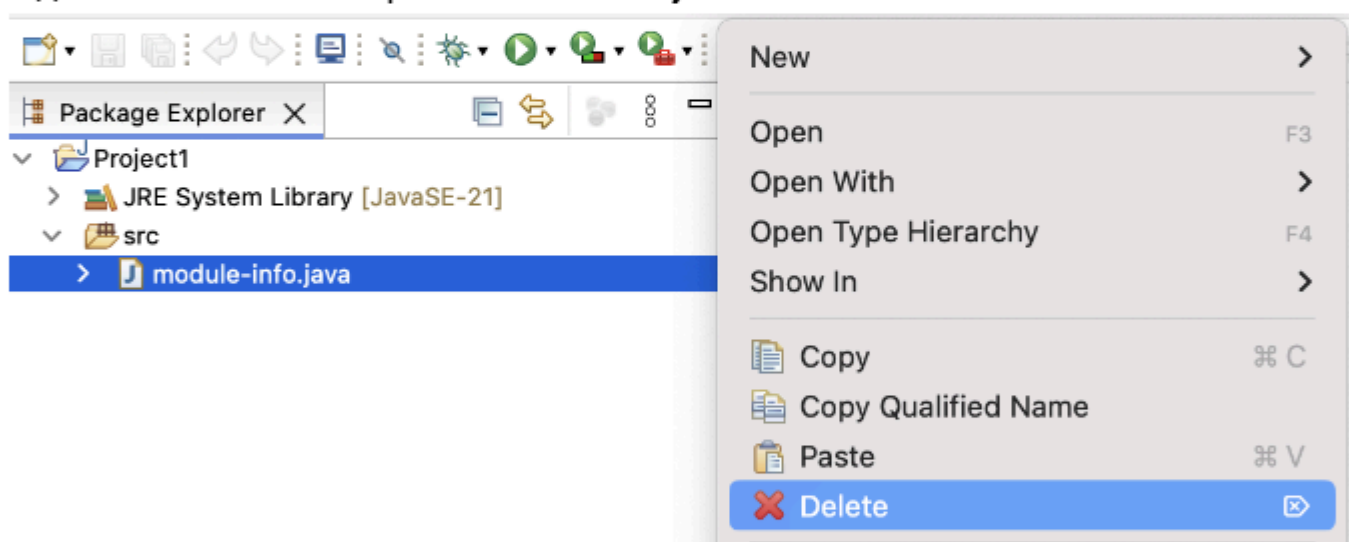 Package Explorer
Project1
JRE System Library [JavaSE-21]
src
module-info.java
New
Open F3
Open With
Open Type Hierarchy F4
Show In
Copy ⌘ C
Copy Qualified Name
Paste ⌘ V
Delete